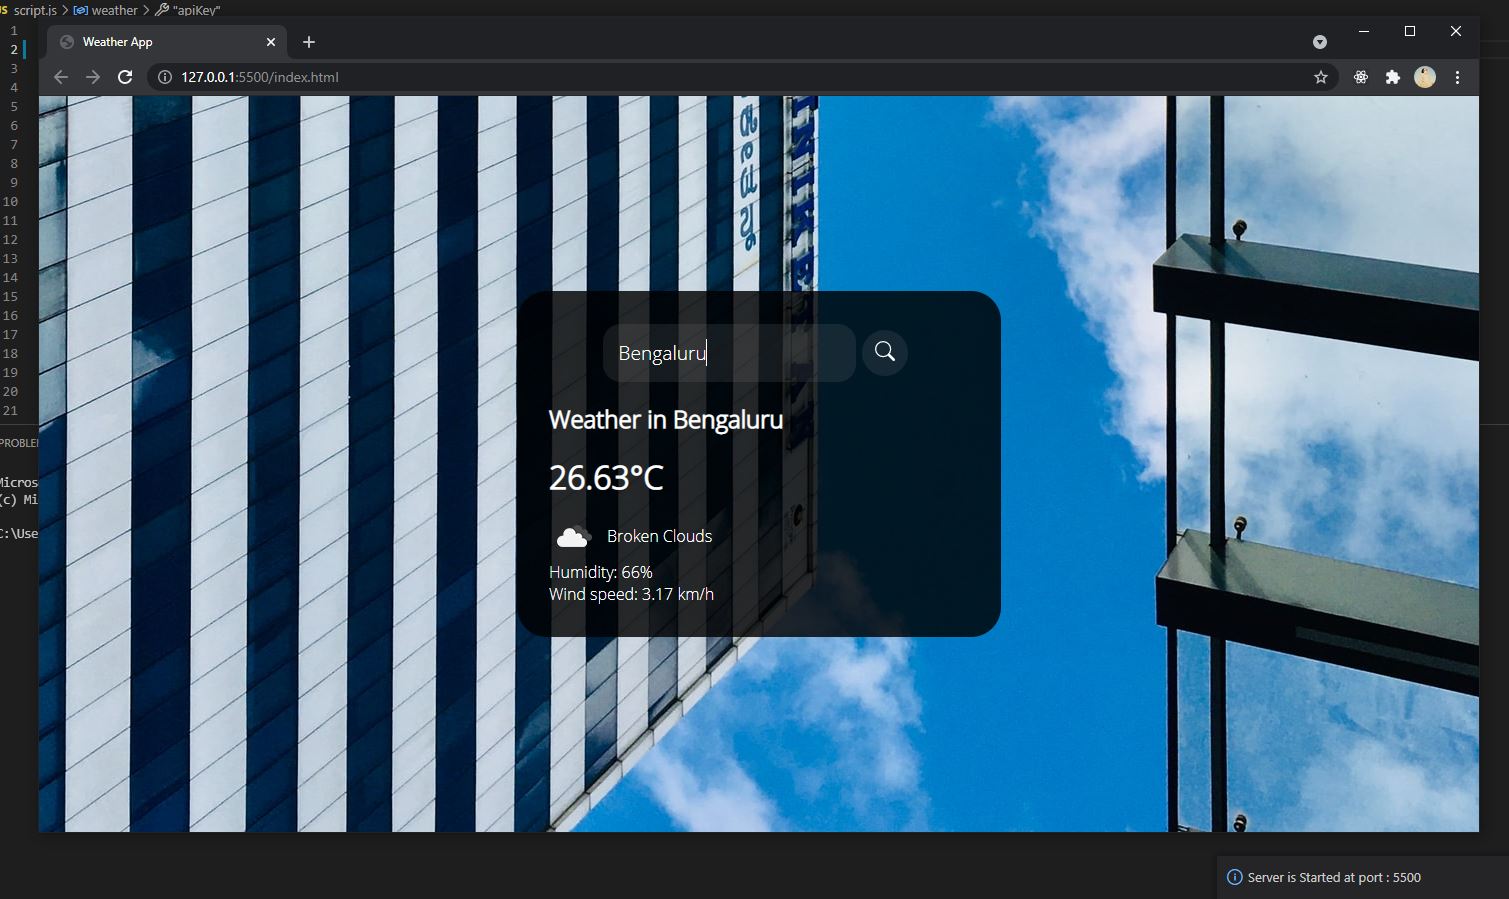 JS script.js > weather > "apiKey"
1
2
3
4
5
6
7
8
9
10
11
12
13
14
15
16
17
18
19
20
21
PROBLE
Micros
(c) Mi
C:\Use
Weather App
127.0.0.1:5500/index.html
Bengaluru
Weather in Bengaluru
26.63°C
Broken Clouds
Humidity: 66%
Wind speed: 3.17 km/h
Server is Started at port : 5500